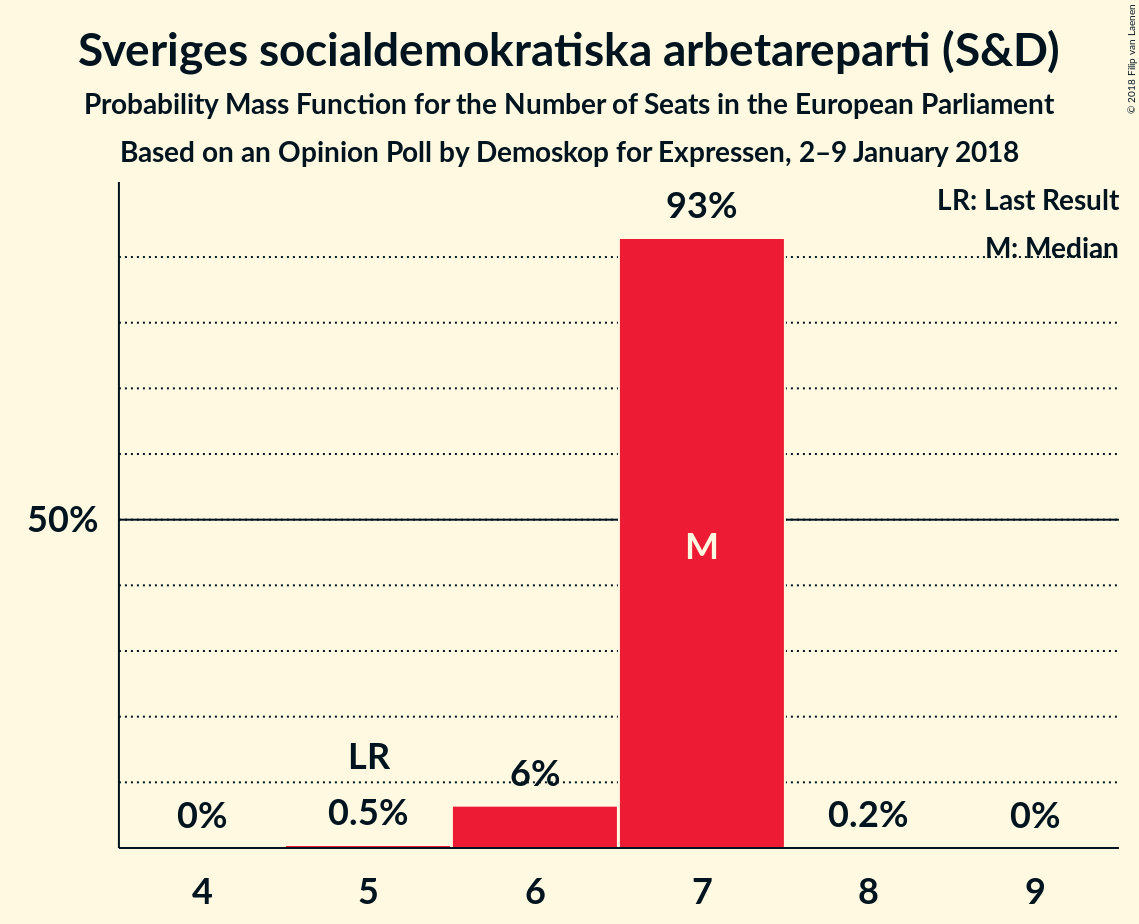 Sveriges socialdemokratiska arbetareparti (S&D)
Probability Mass Function for the Number of Seats in the European Parliament
Based on an Opinion Poll by Demoskop for Expressen, 2–9 January 2018
© 2018 Filip van Laenen
LR: Last Result
M: Median
93%
50%
M
LR
6%
0%
0.5%
0.2%
0%
4
5
6
7
8
9